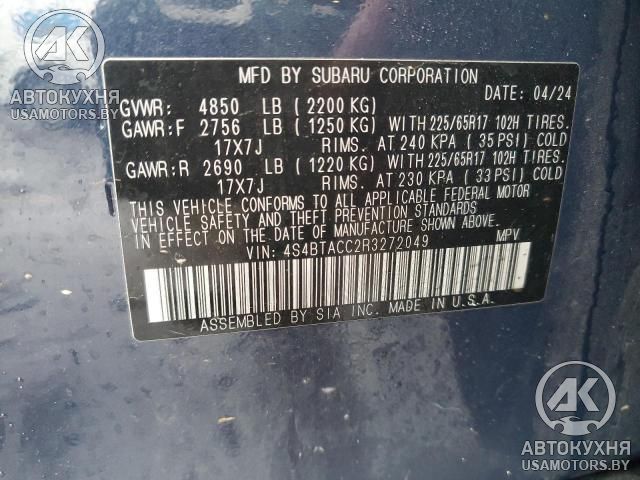 АК
АВТОКУХНЯ
USAMOTORS.BY
MFD BY SUBARU CORPORATION
GVWR: 4850 LB (2200 KG) DATE: 04/24
GAWR:F 2756 LB (1250 KG) WITH 225/65R17 102H TIRES.
17X7J RIMS. AT 240 KPA (35 PSI) COLD
GAWR:R 2690 LB (1220 KG) WITH 225/65R17 102H TIRES.
17X7J RIMS. AT 230 KPA (33 PSI) COLD
THIS VEHICLE CONFORMS TO ALL APPLICABLE FEDERAL MOTOR
VEHICLE SAFETY AND THEFT PREVENTION STANDARDS
IN EFFECT ON THE DATE OF MANUFACTURE SHOWN ABOVE.
VIN: 4S4BTACC2R3272049 MPV
ASSEMBLED BY SIA INC. MADE IN U.S.A.
АК
АВТОКУХНЯ
USAMOTORS.BY